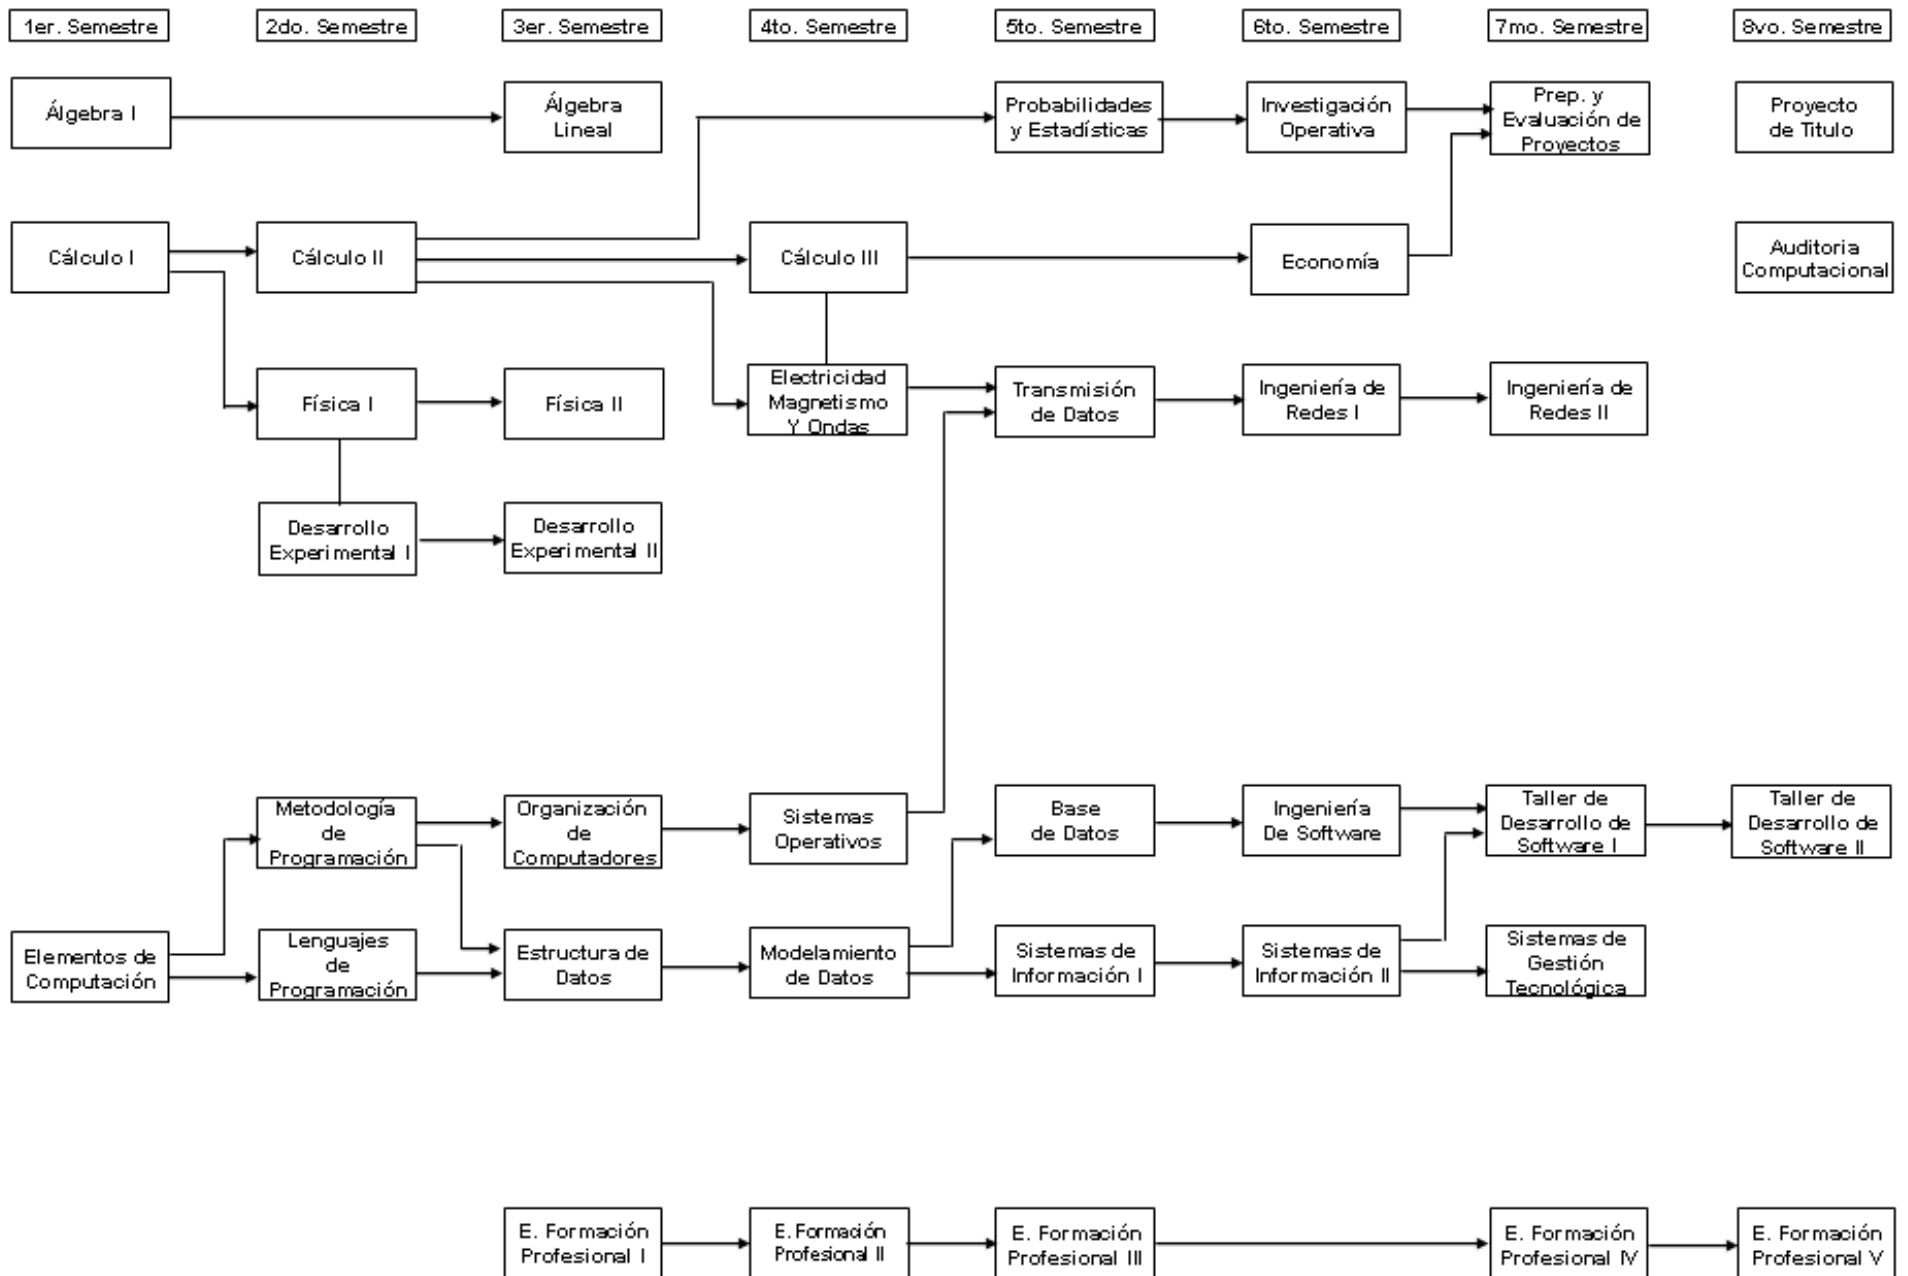 1er. Semestre
2do. Semestre
3er. Semestre
4to. Semestre
5to. Semestre
6to. Semestre
7mo. Semestre
8vo. Semestre
Álgebra I
Álgebra
Lineal
Probabilidades
y Estadísticas
Investigación
Operativa
Prep. y
Evaluación de
Proyectos
Proyecto
de Titulo
Cálculo I
Cálculo II
Cálculo III
Economía
Auditoria
Computacional
Física I
Física II
Electricidad
Magnetismo
Y Ondas
Transmisión
de Datos
Ingeniería de
Redes I
Ingeniería de
Redes II
Desarrollo
Experimental I
Desarrollo
Experimental II
Metodología
de
Programación
Organización
de
Computadores
Sistemas
Operativos
Base
de Datos
Ingeniería
De Software
Taller de
Desarrollo de
Software I
Taller de
Desarrollo de
Software II
Elementos de
Computación
Lenguajes
de
Programación
Estructura de
Datos
Modelamiento
de Datos
Sistemas de
Información I
Sistemas de
Información II
Sistemas de
Gestión
Tecnológica
E. Formación
Profesional I
E. Formación
Profesional II
E. Formación
Profesional III
E. Formación
Profesional IV
E. Formación
Profesional V